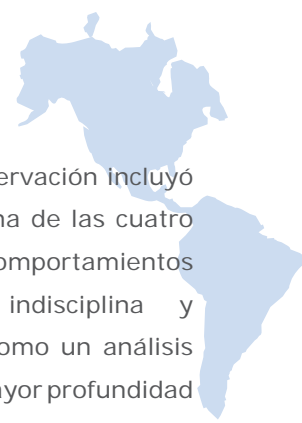 ervación incluyó
na de las cuatro
omportamientos
indisciplina y
omo un análisis
ayor profundidad